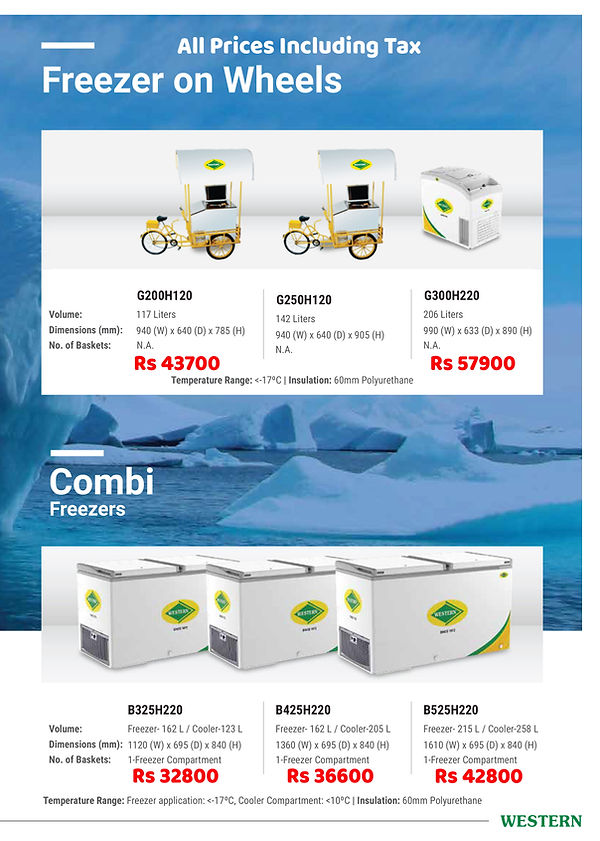 All Prices Including Tax
Freezer on Wheels
G200H120 G250H120 G300H220
Volume: 117 Liters 142 Liters 206 Liters
Dimensions (mm): 940 (W) x 640 (D) x 785 (H) 940 (W) x 640 (D) x 905 (H) 990 (W) x 633 (D) x 890 (H)
No. of Baskets: N.A. N.A. N.A.
Rs 43700 Rs 57900
Temperature Range: <-17ºC | Insulation: 60mm Polyurethane
Combi
Freezers
WESTERN
SINCE 1972
B325H220 B425H220 B525H220
Volume: Freezer- 162 L / Cooler-123 L Freezer- 162 L / Cooler-205 L Freezer- 215 L / Cooler-258 L
Dimensions (mm): 1120 (W) x 695 (D) x 840 (H) 1360 (W) x 695 (D) x 840 (H) 1610 (W) x 695 (D) x 840 (H)
No. of Baskets: 1-Freezer Compartment 1-Freezer Compartment 1-Freezer Compartment
Rs 32800 Rs 36600 Rs 42800
Temperature Range: Freezer application: <-17ºC, Cooler Compartment: <10ºC | Insulation: 60mm Polyurethane
WESTERN